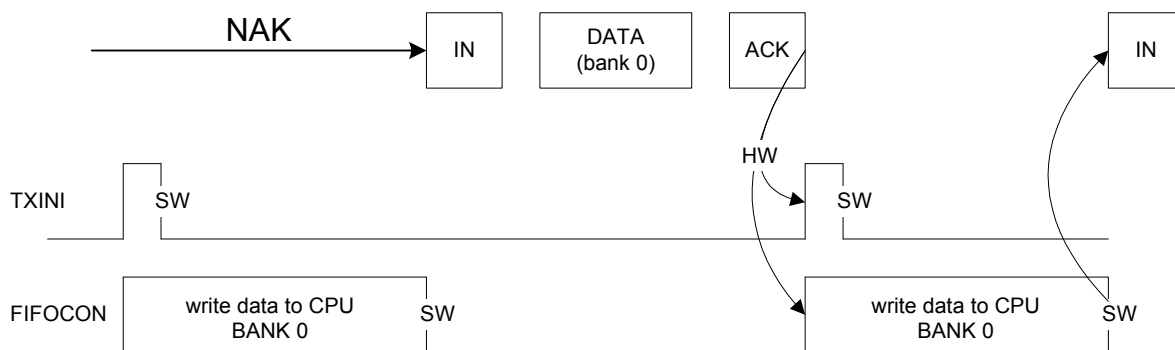 NAK
IN
DATA
(bank 0)
ACK
IN
HW
TXINI
SW
SW
FIFOCON
write data to CPU
BANK 0
SW
write data to CPU
BANK 0
SW